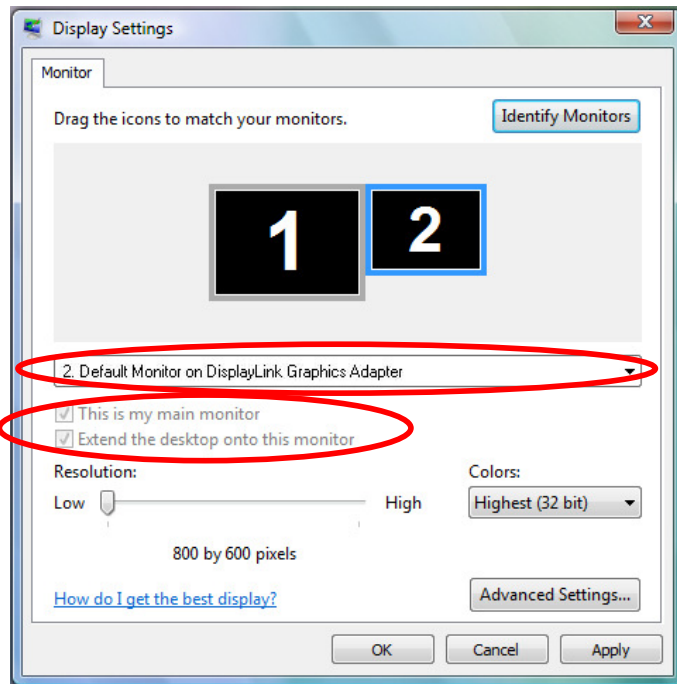 Display Settings
Monitor
Drag the icons to match your monitors.
Identify Monitors
1
2
2. Default Monitor on DisplayLink Graphics Adapter
This is my main monitor
Extend the desktop onto this monitor
Resolution:
Colors:
Low
High
Highest (32 bit)
800 by 600 pixels
How do I get the best display?
Advanced Settings...
OK
Cancel
Apply